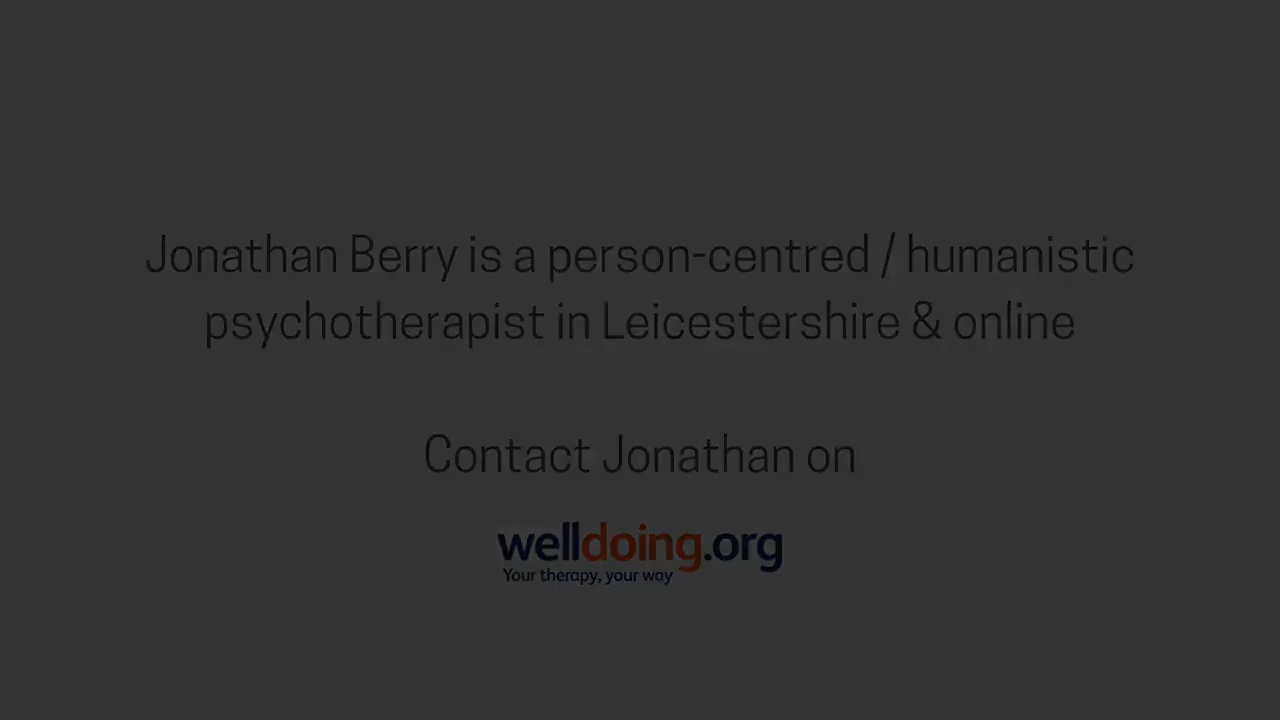 Jonathan Berry is a person-centred / humanistic
psychotherapist in Leicestershire & online
Contact Jonathan on
welldoing.org
Your therapy, your way